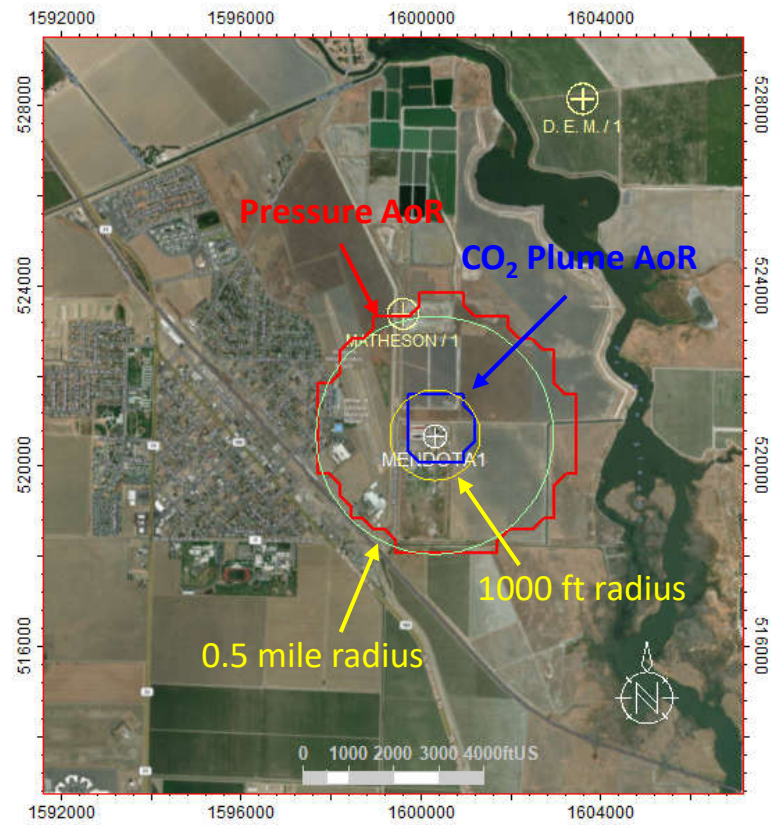 1592000 1596000 1600000 1604000
528000
528000
D. E. M. / 1
Pressure AoR
CO₂ Plume AoR
524000
524000
MATHESON / 1
520000
520000
MENDOTA1
1000 ft radius
0.5 mile radius
516000
516000
N
0 1000 2000 3000 4000ftUS
1592000 1596000 1600000 1604000